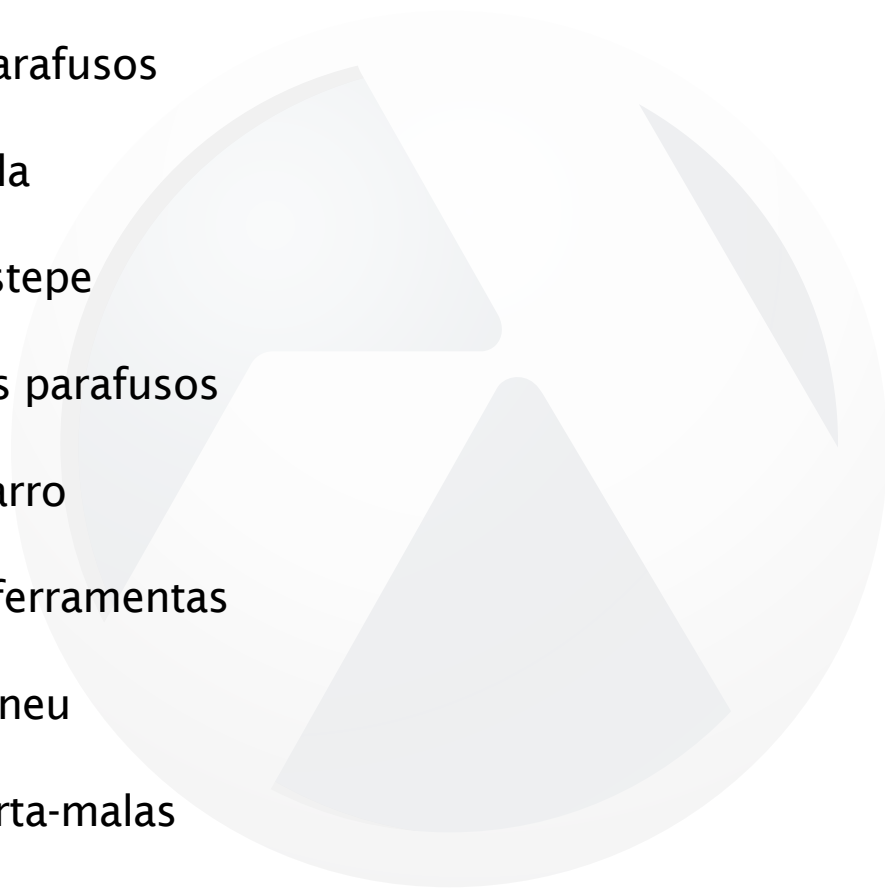 arafusos
la
stepe
s parafusos
arro
ferramentas
neu
rta-malas